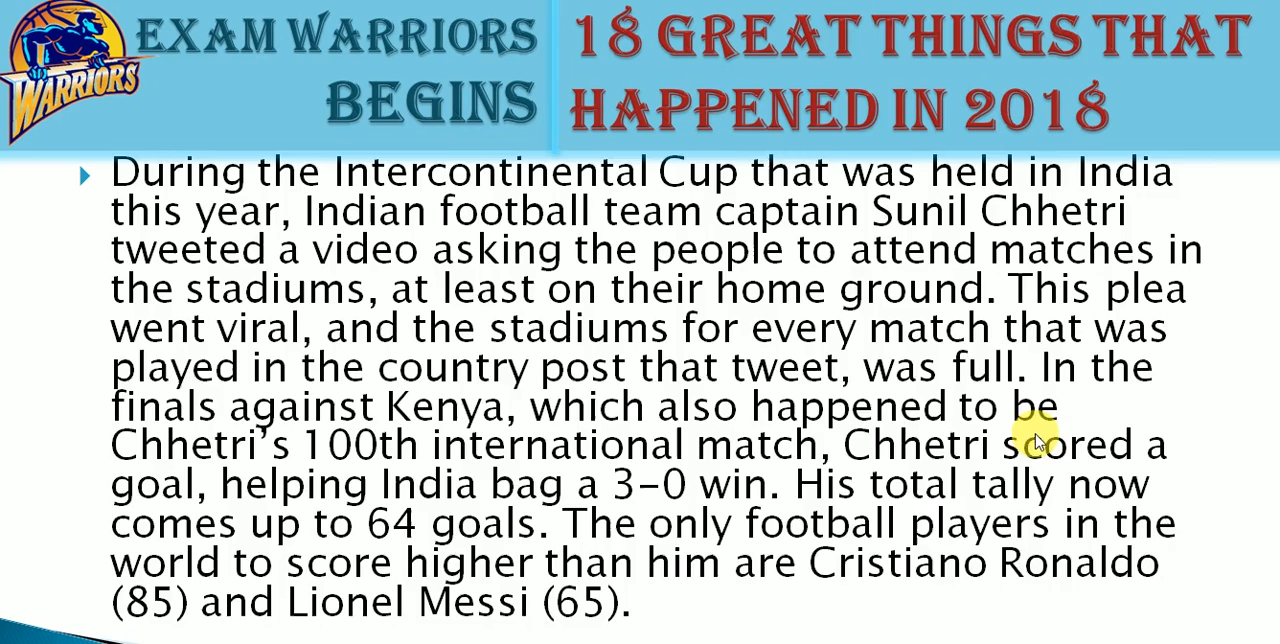 EXAM WARRIORS
BEGINS
WARRIORS
18 GREAT THINGS THAT
HAPPENED IN 2018
During the Intercontinental Cup that was held in India
this year, Indian football team captain Sunil Chhetri
tweeted a video asking the people to attend matches in
the stadiums, at least on their home ground. This plea
went viral, and the stadiums for every match that was
played in the country post that tweet, was full. In the
finals against Kenya, which also happened to be
Chhetri’s 100th international match, Chhetri scored a
goal, helping India bag a 3-0 win. His total tally now
comes up to 64 goals. The only football players in the
world to score higher than him are Cristiano Ronaldo
(85) and Lionel Messi (65).